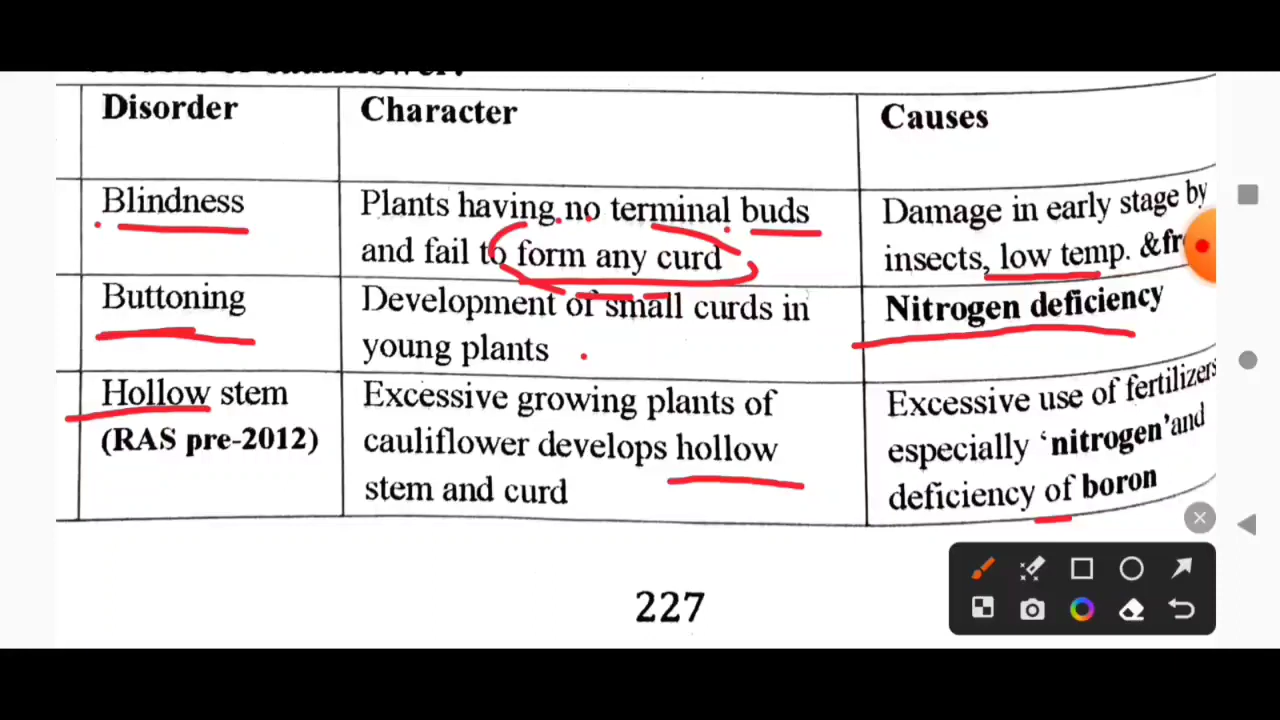 Disorder Character Causes
Blindness Plants having no terminal buds Damage in early stage by
and fail to form any curd insects, low temp. &
Buttoning Development of small curds in Nitrogen deficiency
young plants
Hollow stem Excessive growing plants of Excessive use of fertilizers
(RAS pre-2012) cauliflower develops hollow especially ‘nitrogen’and
stem and curd deficiency of boron
227